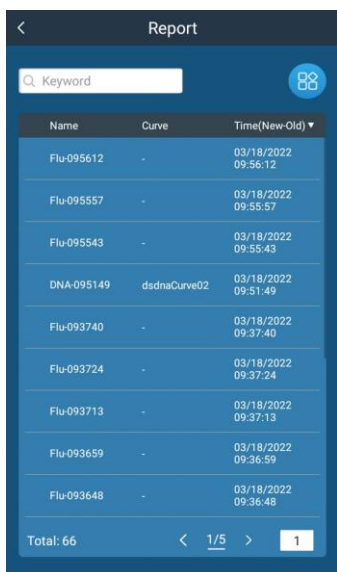 Report
Keyword
Name Curve Time(New-Old) ▼
Flu-095612 - 03/18/2022
09:56:12
Flu-095557 - 03/18/2022
09:55:57
Flu-095543 - 03/18/2022
09:55:43
DNA-095149 dsdnaCurve02 03/18/2022
09:51:49
Flu-093740 - 03/18/2022
09:37:40
Flu-093724 - 03/18/2022
09:37:24
Flu-093713 - 03/18/2022
09:37:13
Flu-093659 - 03/18/2022
09:36:59
Flu-093648 - 03/18/2022
09:36:48
Total: 66 < 1/5 > 1